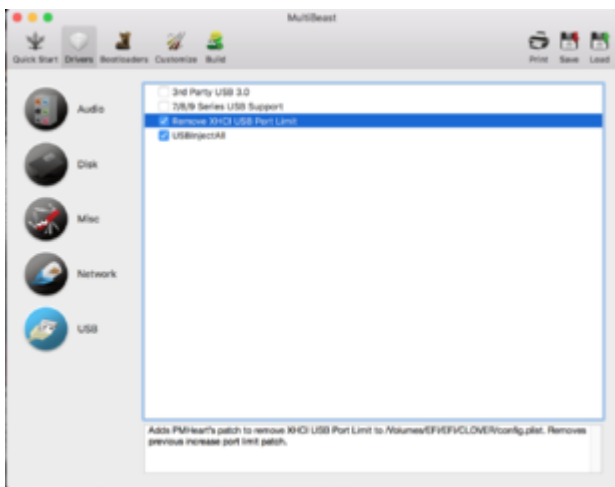 MultiBeast
Quick Start Drivers Bootloaders Customize Build Print Save Load
3rd Party USB 3.0
7/8/9 Series USB Support
Remove XHCI USB Port Limit
USBInjectAll
Audio
Disk
Misc
Network
USB
Adds PMHeart's patch to remove XHCI USB Port Limit to /Volumes/EFI/EFI/CLOVER/config.plist. Removes
previous increase port limit patch.